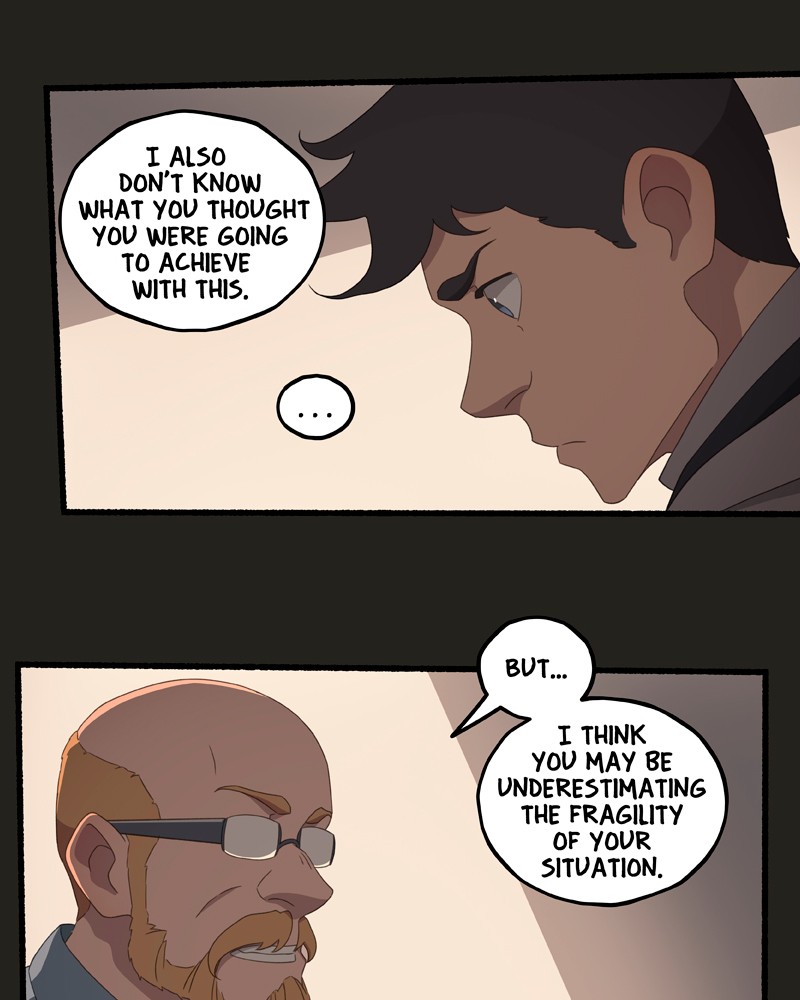 I ALSO
DON'T KNOW
WHAT YOU THOUGHT
YOU WERE GOING
TO ACHIEVE
WITH THIS.
...
BUT...
I THINK
YOU MAY BE
UNDERESTIMATING
THE FRAGILITY
OF YOUR
SITUATION.